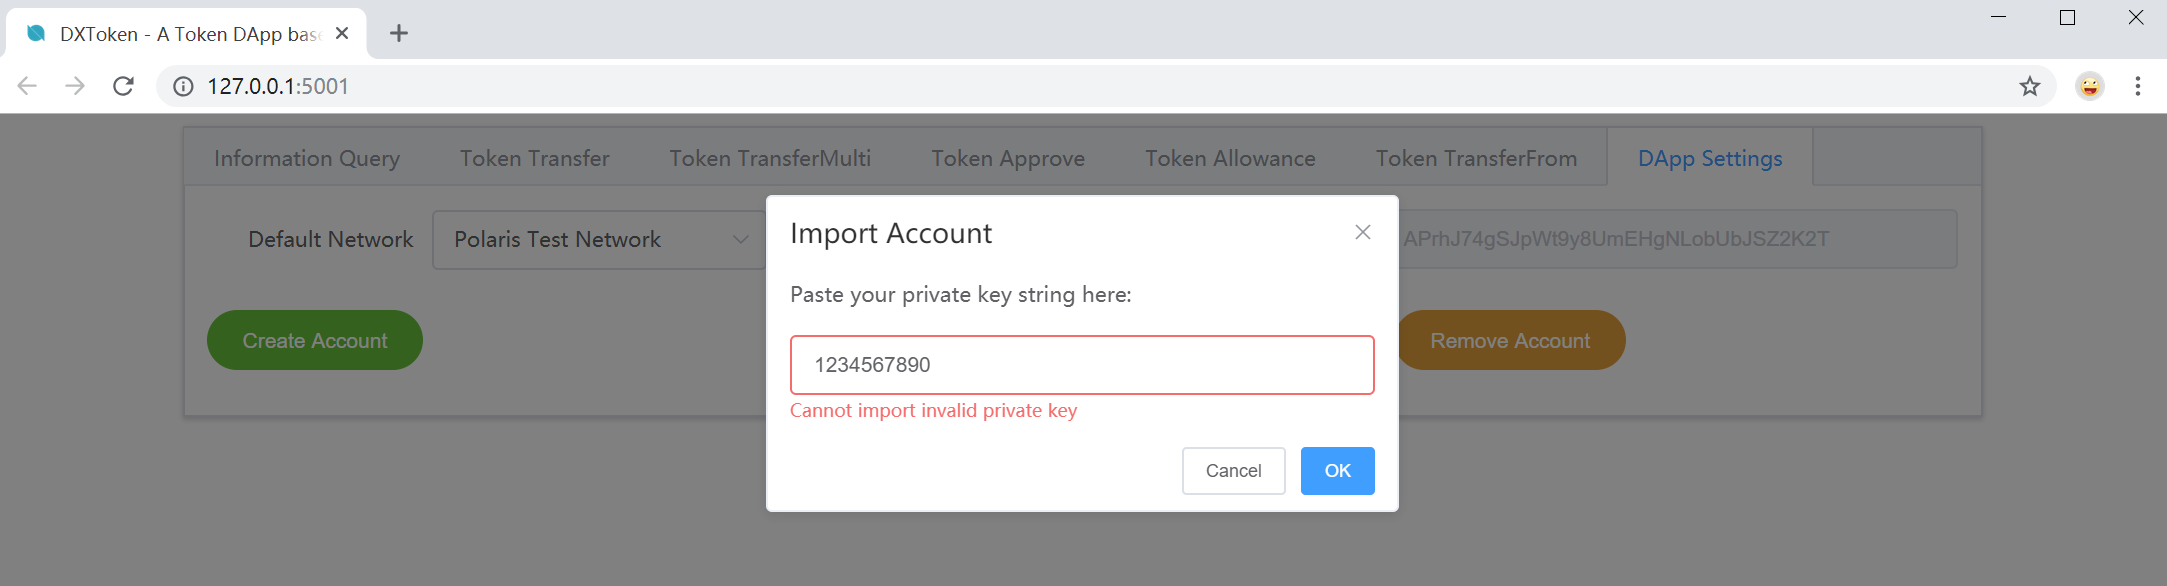 DXToken - A Token DApp bas
127.0.0.1:5001
Information Query Token Transfer Token TransferMulti Token Approve Token Allowance Token TransferFrom DApp Settings
Default Network Polaris Test Network APrhJ74gSJpWt9y8UmEHgNLobUbJSZ2K2T
Create Account Remove Account
Import Account
Paste your private key string here:
1234567890
Cannot import invalid private key
Cancel OK